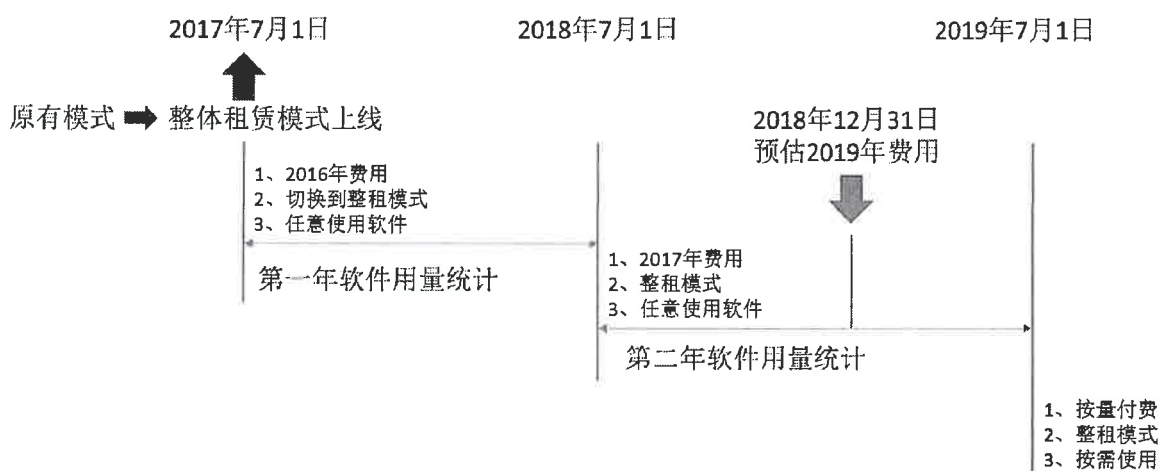 2017年7月1日
2018年7月1日
2019年7月1日
原有模式
整体租赁模式上线
2018年12月31日
预估2019年费用
1、2016年费用
2、切换到整租模式
3、任意使用软件
第一年软件用量统计
1、2017年费用
2、整租模式
3、任意使用软件
第二年软件用量统计
1、按量付费
2、整租模式
3、按需使用